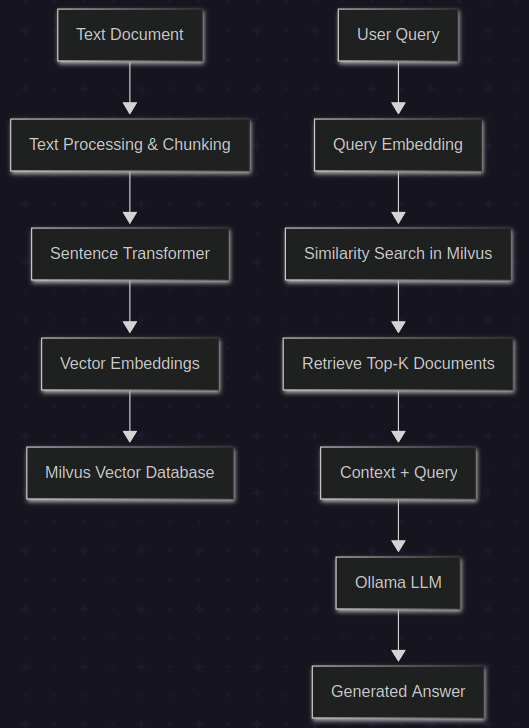 Text Document
Text Processing & Chunking
Sentence Transformer
Vector Embeddings
Milvus Vector Database
User Query
Query Embedding
Similarity Search in Milvus
Retrieve Top-K Documents
Context + Query
Ollama LLM
Generated Answer